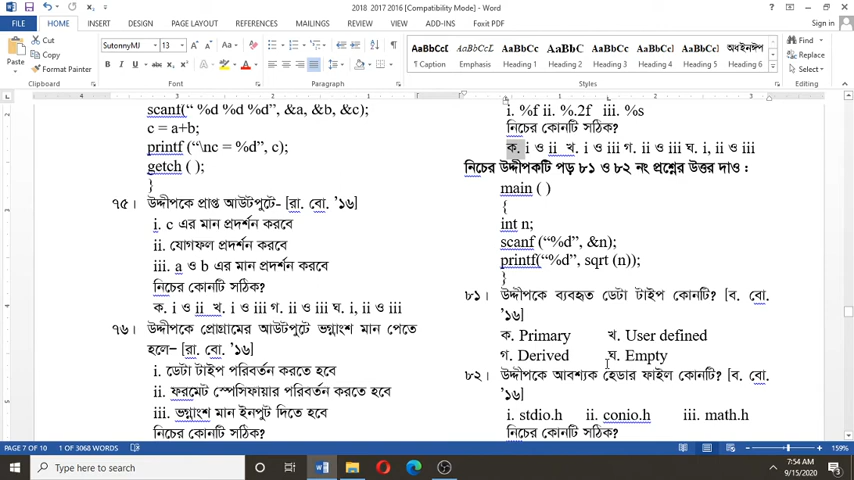 2018 2017 2016 [Compatibility Mode] - Word
FILE HOME INSERT DESIGN PAGE LAYOUT REFERENCES MAILINGS REVIEW VIEW ADD-INS Foxit PDF Sign in
Cut
Copy
Format Painter
Paste
SutonnyMJ 13
Find
Replace
Select
¶ Caption Emphasis Heading 1 Heading 2 Heading 3 Heading 4 Heading 5 Heading 6
Clipboard Font Paragraph Styles Editing
scanf(“ %d %d %d”, &a, &b, &c);
c = a+b;
printf (“\nc = %d”, c);
getch ( );
}
৭৫। উদ্দীপকে প্রাপ্ত আউটপুটে- [রা. বো. '১৬]
i. c এর মান প্রদর্শন করবে
ii. যোগফল প্রদর্শন করবে
iii. a ও b এর মান প্রদর্শন করবে
নিচের কোনটি সঠিক?
ক. i ও ii খ. i ও iii গ. ii ও iii ঘ. i, ii ও iii
৭৬। উদ্দীপকে প্রোগ্রামের আউটপুটে ভগ্নাংশ মান পেতে
হলে– [রা. বো. '১৬]
i. ডেটা টাইপ পরিবর্তন করতে হবে
ii. ফরমেট স্পেসিফায়ার পরিবর্তন করতে হবে
iii. ভগ্নাংশ মান ইনপুট দিতে হবে
নিচের কোনটি সঠিক?
i. %f ii. %.2f iii. %s
নিচের কোনটি সঠিক?
ক. i ও ii খ. i ও iii গ. ii ও iii ঘ. i, ii ও iii
নিচের উদ্দীপকটি পড় ৮১ ও ৮২ নং প্রশ্নের উত্তর দাও :
main ( )
{
int n;
scanf (“%d”, &n);
printf(“%d”, sqrt (n));
}
৮১। উদ্দীপকে ব্যবহৃত ডেটা টাইপ কোনটি? [ব. বো.
'১৬]
ক. Primary খ. User defined
গ. Derived ঘ. Empty
৮২। উদ্দীপকে আবশ্যক হেডার ফাইল কোনটি? [ব. বো.
'১৬]
i. stdio.h ii. conio.h iii. math.h
নিচের কোনটি সঠিক?
PAGE 7 OF 10 1 OF 3068 WORDS 159%
Type here to search
7:54 AM
9/15/2020